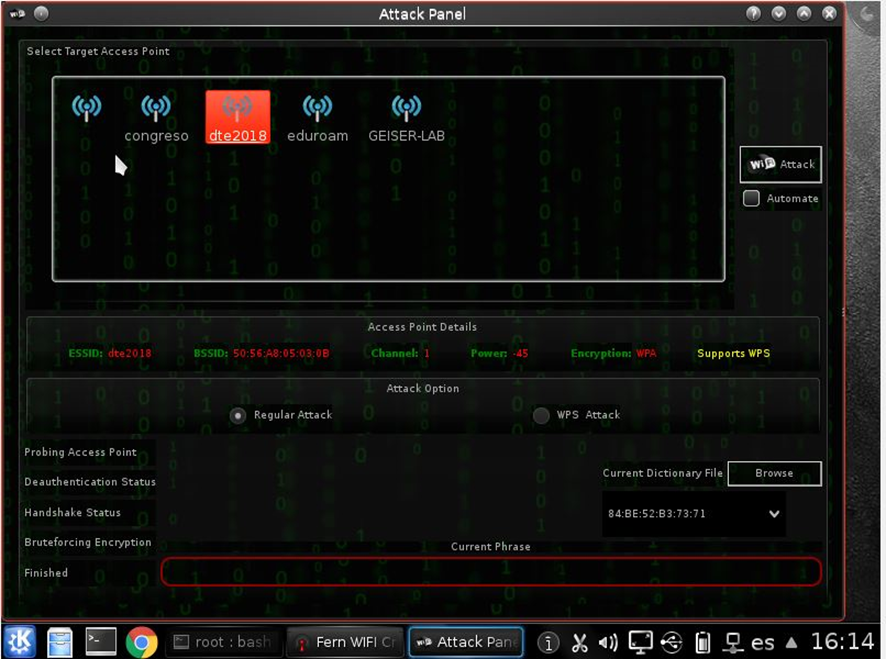 Attack Panel
Select Target Access Point
congreso
dte2018
eduroam
GEISER-LAB
WiFi Attack
Automate
Access Point Details
ESSID: dte2018 BSSID: 50:56:A8:05:03:0B Channel: 1 Power: -45 Encryption: WPA Supports WPS
Attack Option
Regular Attack WPS Attack
Probing Access Point
Deauthentication Status
Handshake Status
Bruteforcing Encryption
Finished
Current Dictionary File Browse
84:BE:52:B3:73:71
Current Phrase
root : bash Fern WIFI Cr Attack Pane es 16:14